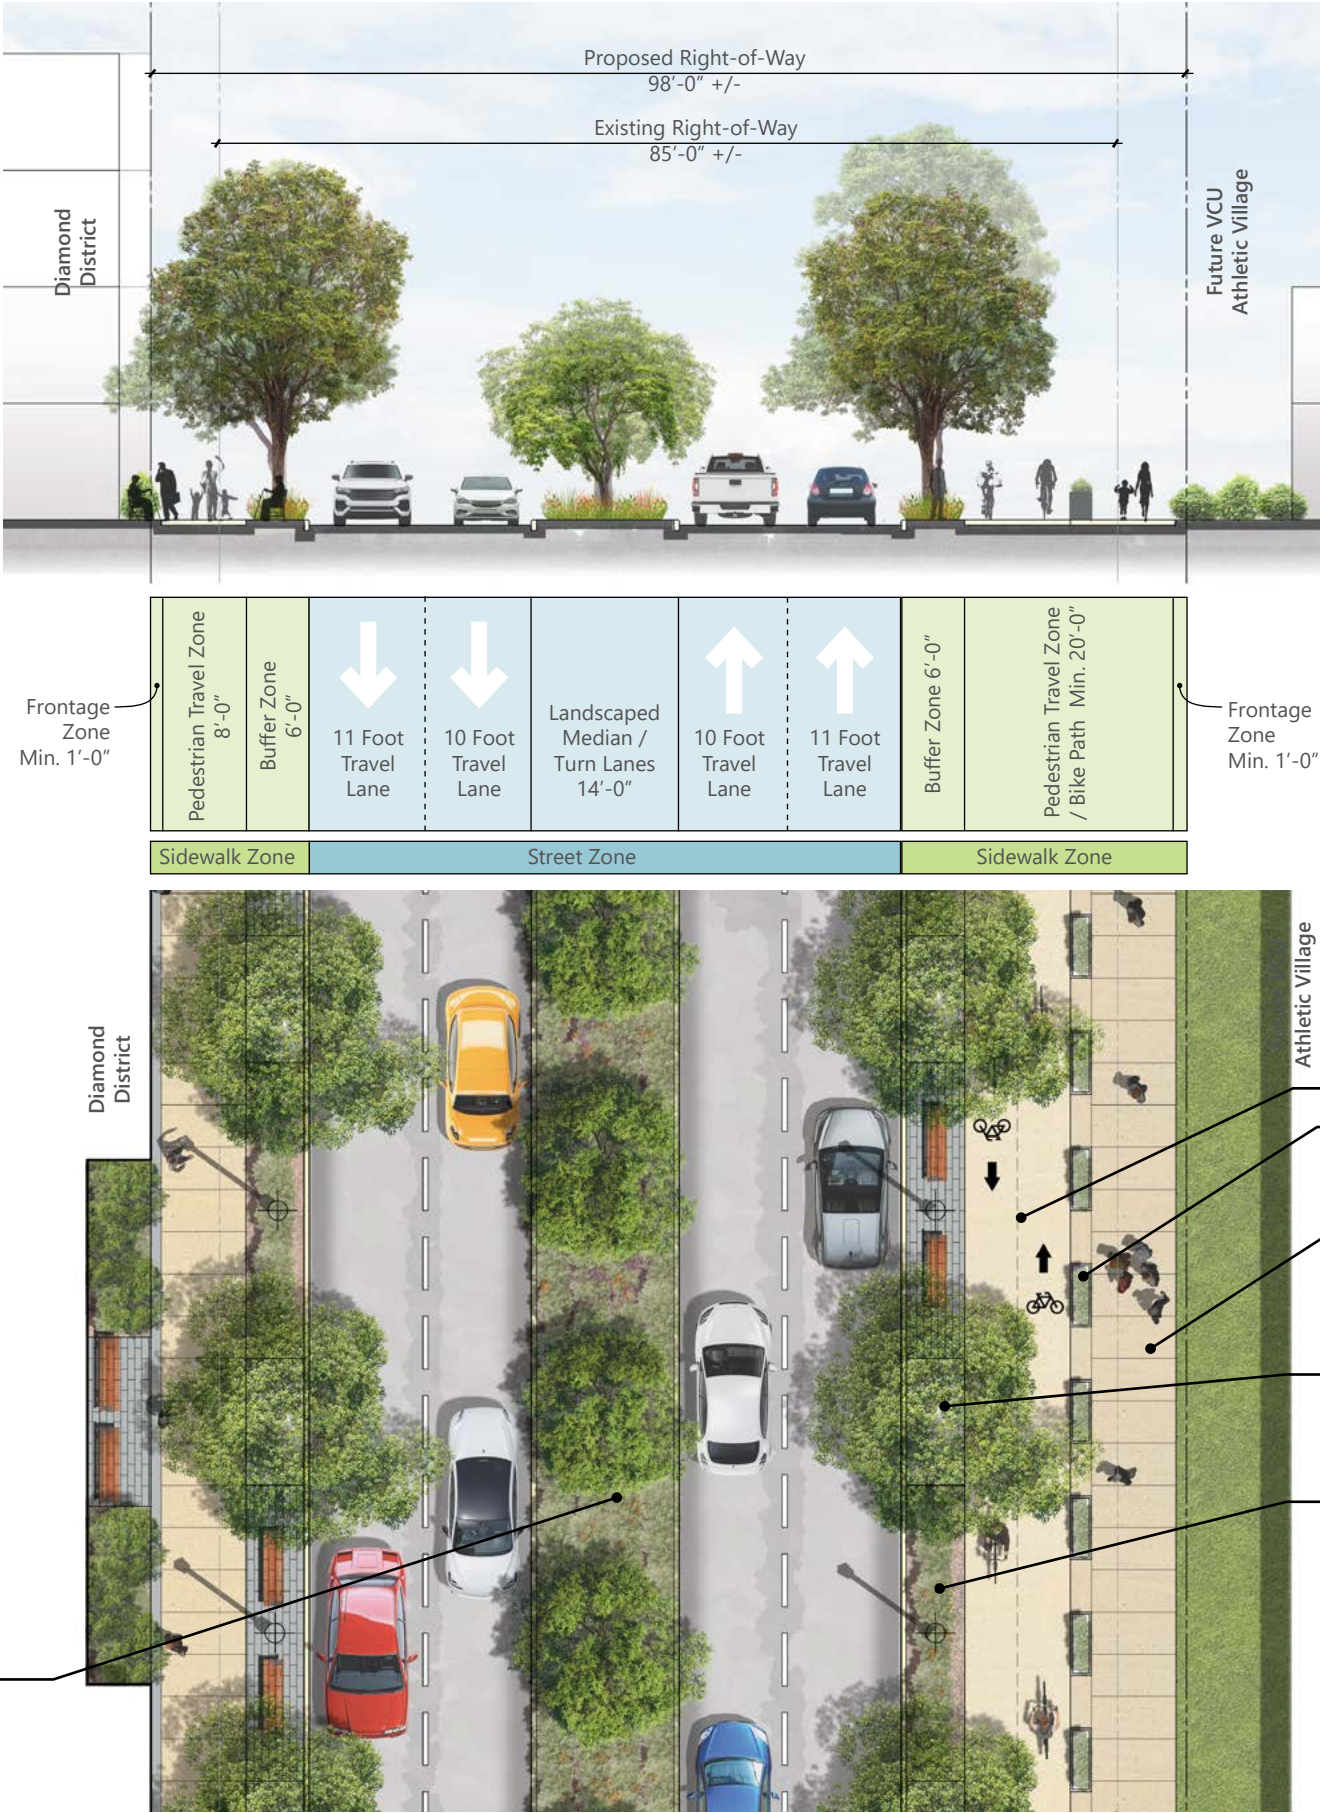 Proposed Right-of-Way
98'-0" +/-
Existing Right-of-Way
85'-0" +/-
Diamond
District
Future VCU
Athletic Village
Frontage
Zone
Min. 1'-0"
Pedestrian Travel Zone
8'-0"
Buffer Zone
6'-0"
11 Foot
Travel
Lane
10 Foot
Travel
Lane
Landscaped
Median /
Turn Lanes
14'-0"
10 Foot
Travel
Lane
11 Foot
Travel
Lane
Buffer Zone 6'-0"
Pedestrian Travel Zone
/ Bike Path Min. 20'-0"
Frontage
Zone
Min. 1'-0"
Sidewalk Zone
Street Zone
Sidewalk Zone
Diamond
District
Athletic Village